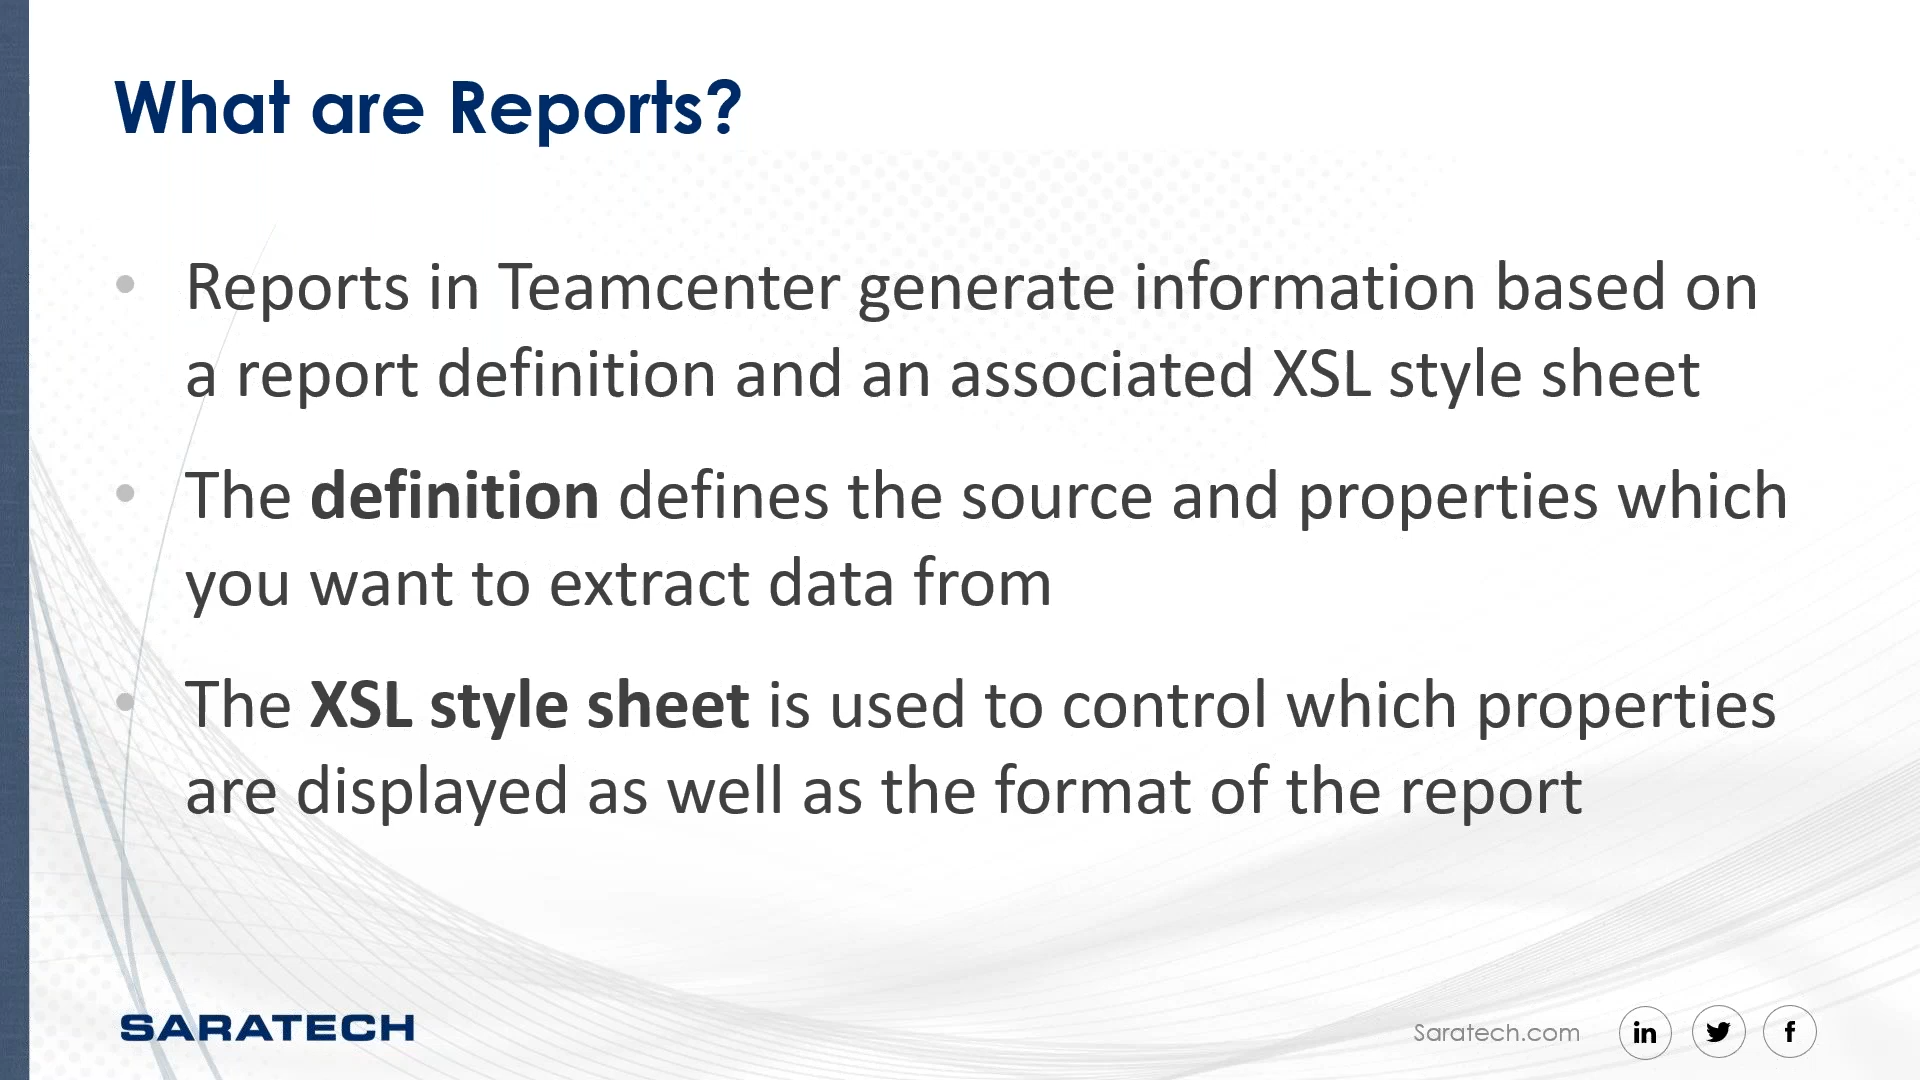 What are Reports?
• Reports in Teamcenter generate information based on
a report definition and an associated XSL style sheet
• The definition defines the source and properties which
you want to extract data from
• The XSL style sheet is used to control which properties
are displayed as well as the format of the report
SARATECH
Saratech.com in f